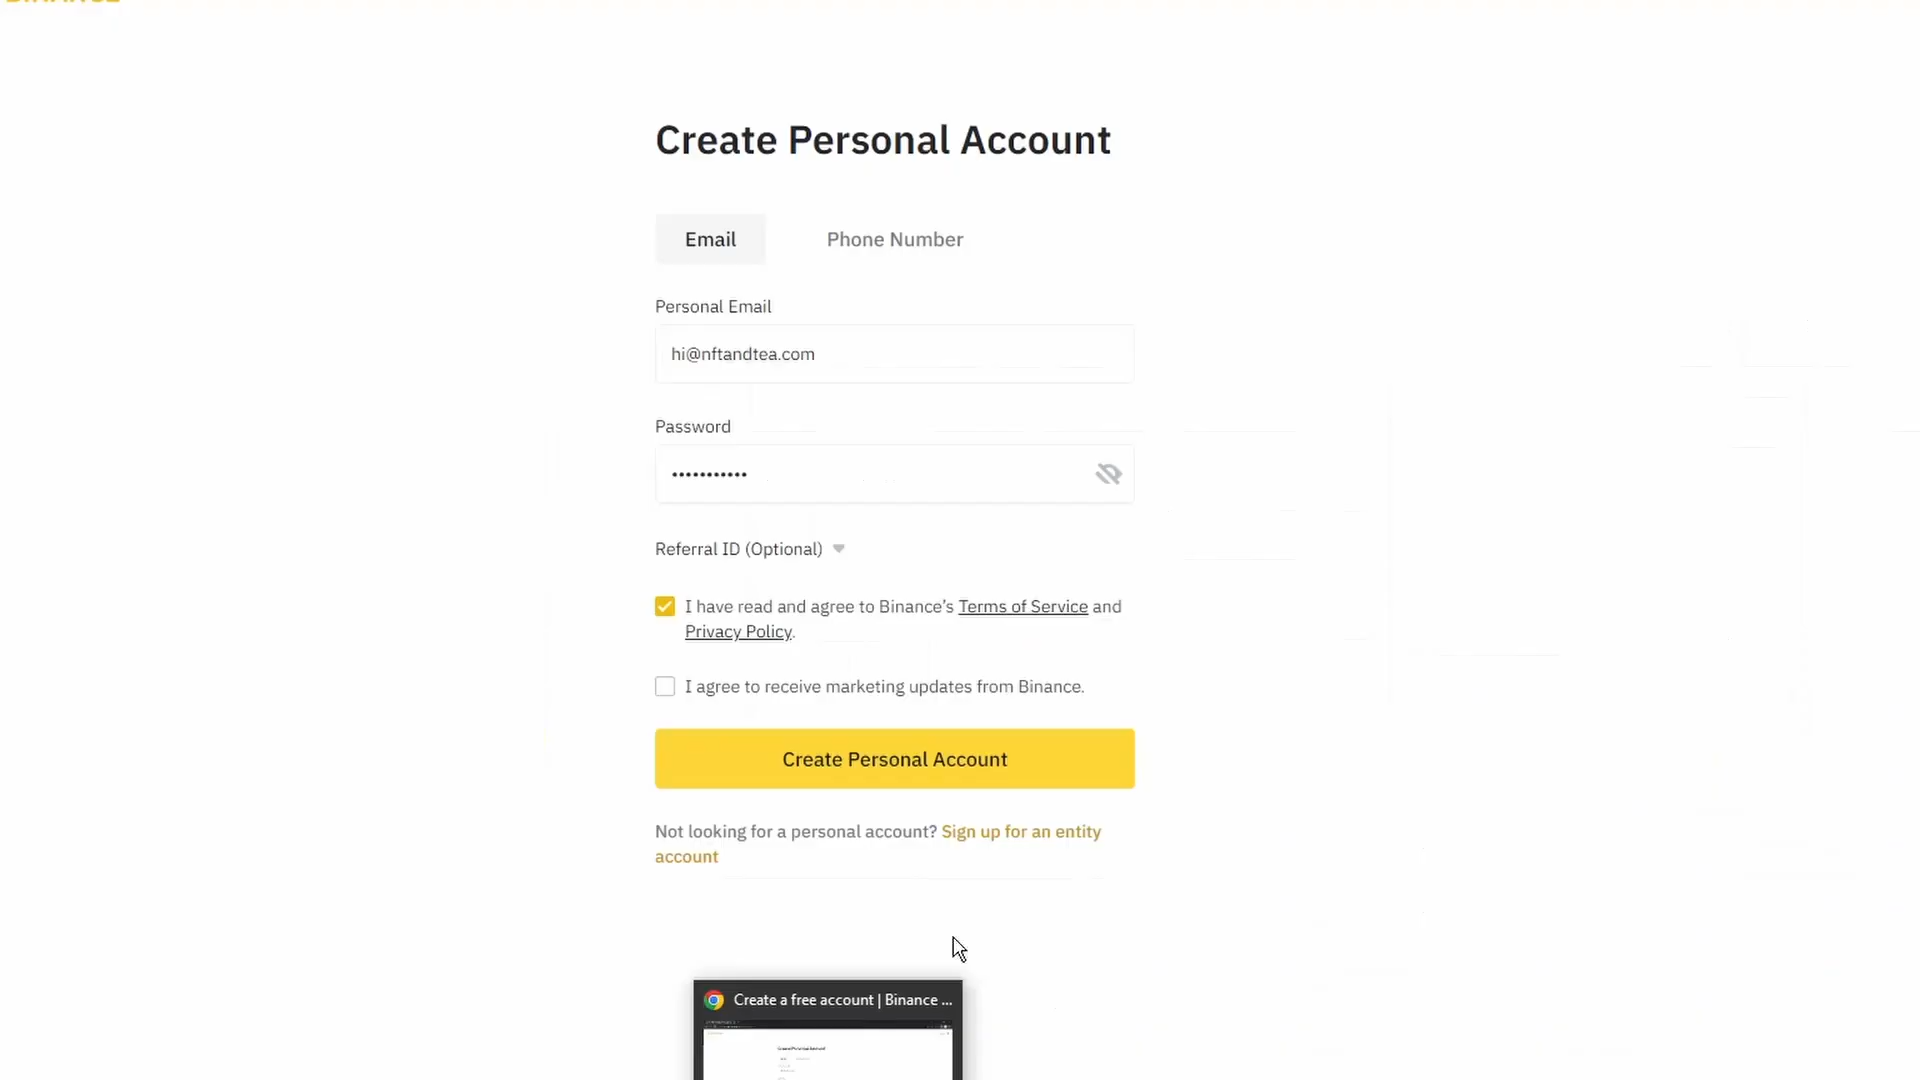 BINANCE
Create Personal Account
Email
Phone Number
Personal Email
hi@nftandtea.com
Password
•••••••••••
Referral ID (Optional)
I have read and agree to Binance’s Terms of Service and
Privacy Policy.
I agree to receive marketing updates from Binance.
Create Personal Account
Not looking for a personal account? Sign up for an entity
account
Create a free account | Binance ...